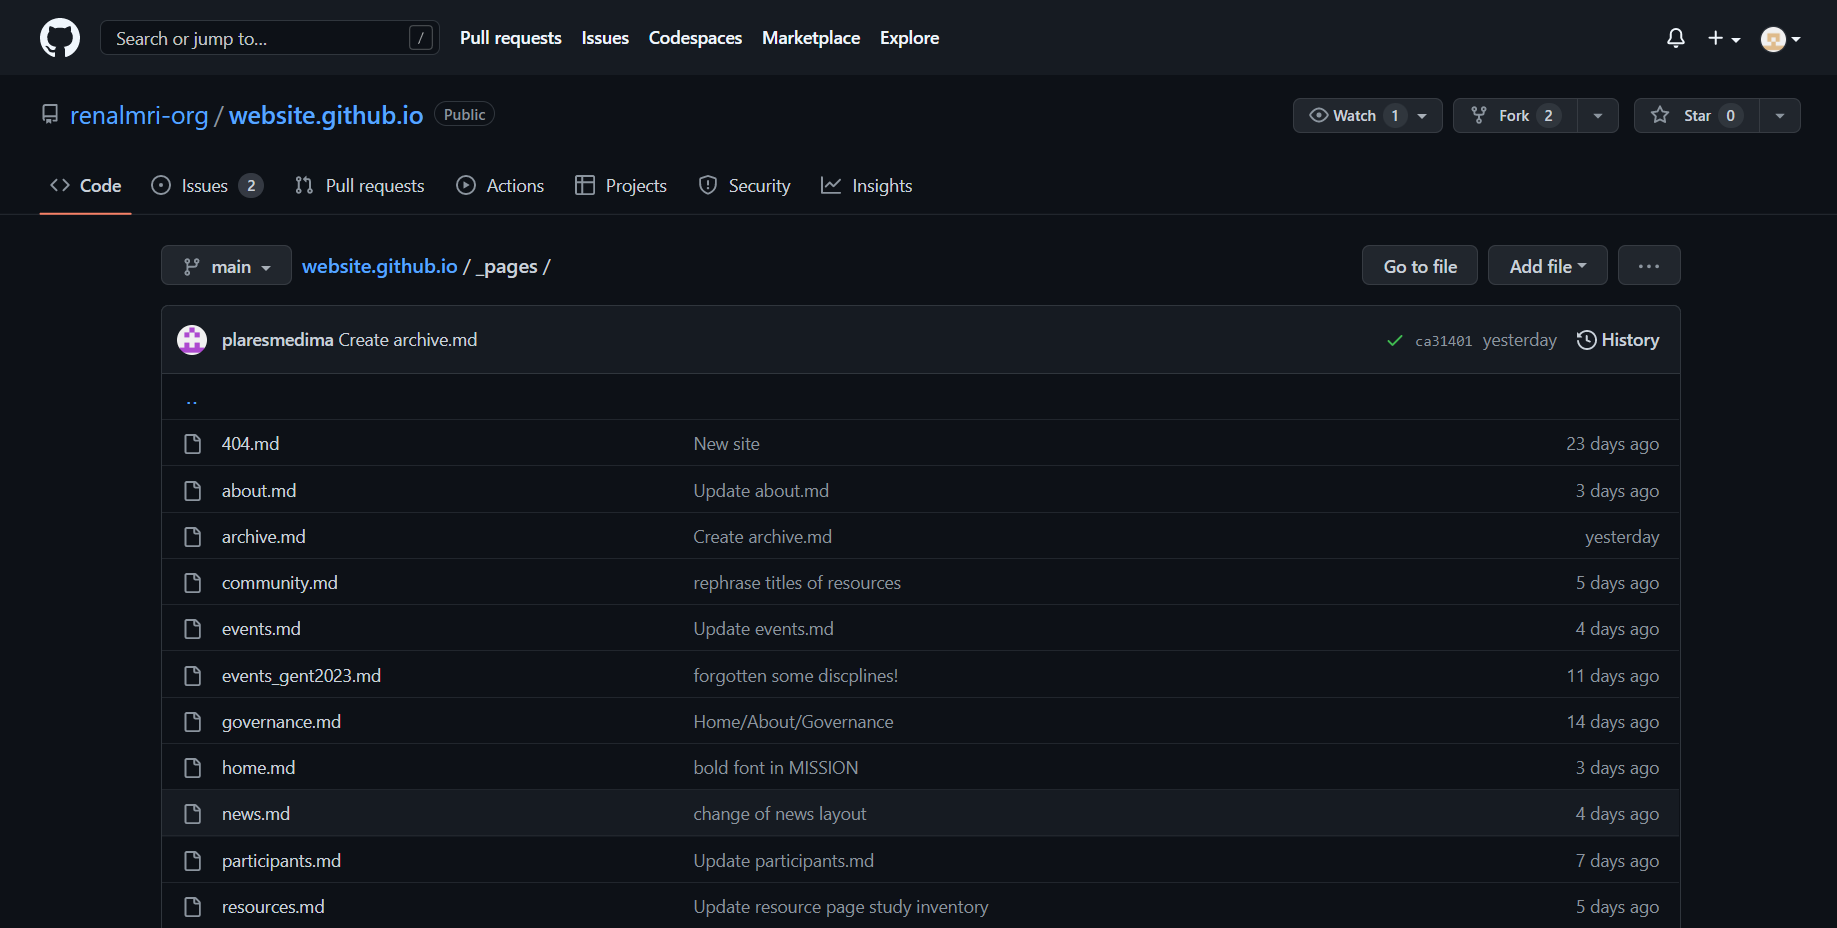 Search or jump to... /
Pull requests Issues Codespaces Marketplace Explore
renalmri-org / website.github.io Public
Watch 1 Fork 2 Star 0
Code Issues 2 Pull requests Actions Projects Security Insights
main website.github.io / _pages /
Go to file Add file ...
plaresmedima Create archive.md ca31401 yesterday History
..
404.md New site 23 days ago
about.md Update about.md 3 days ago
archive.md Create archive.md yesterday
community.md rephrase titles of resources 5 days ago
events.md Update events.md 4 days ago
events_gent2023.md forgotten some discplines! 11 days ago
governance.md Home/About/Governance 14 days ago
home.md bold font in MISSION 3 days ago
news.md change of news layout 4 days ago
participants.md Update participants.md 7 days ago
resources.md Update resource page study inventory 5 days ago